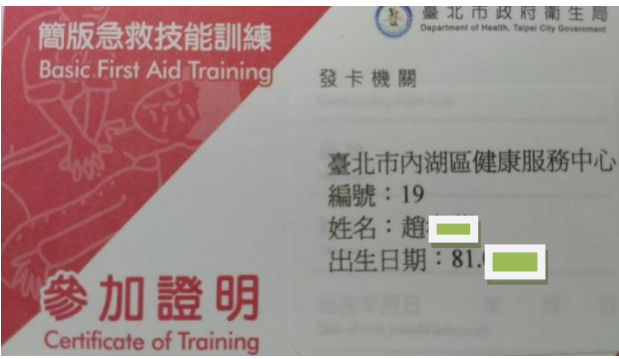 簡版急救技能訓練
Basic First Aid Training
臺北市政府衛生局
Department of Health, Taipei City Government
發卡機關
臺北市內湖區健康服務中心
編號：19
姓名：趙
出生日期：81.
參加證明
Certificate of Training